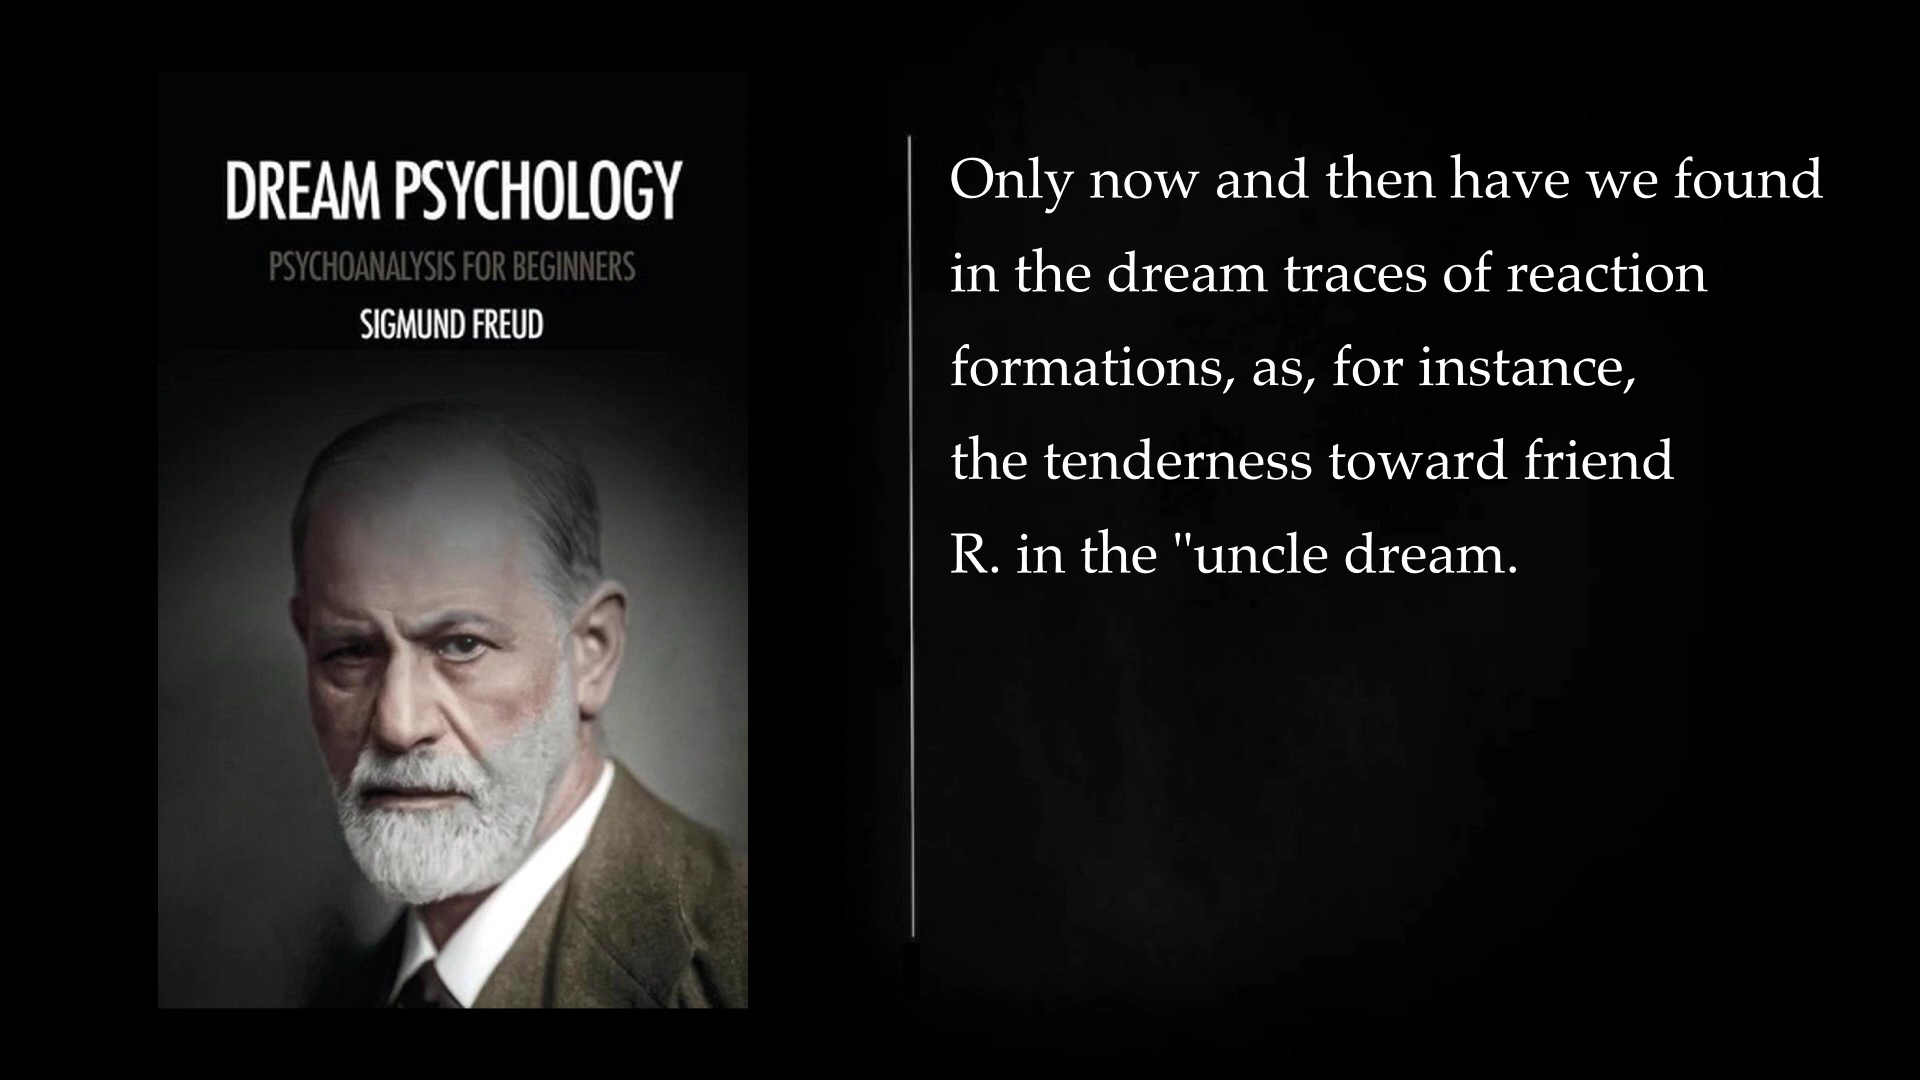 DREAM PSYCHOLOGY
PSYCHOANALYSIS FOR BEGINNERS
SIGMUND FREUD
Only now and then have we found
in the dream traces of reaction
formations, as, for instance,
the tenderness toward friend
R. in the "uncle dream.